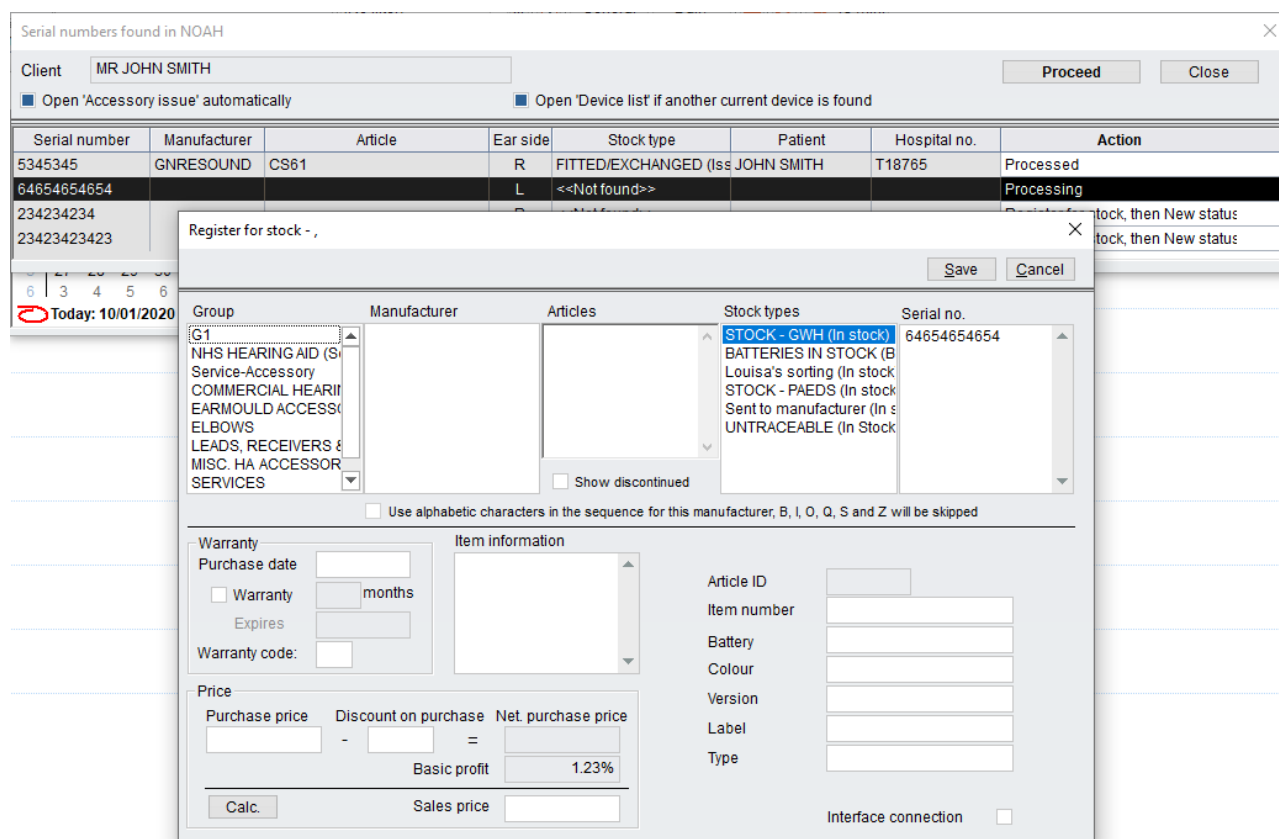 Serial numbers found in NOAH
Client MR JOHN SMITH Proceed Close
Open 'Accessory issue' automatically Open 'Device list' if another current device is found
Serial number Manufacturer Article Ear side Stock type Patient Hospital no. Action
5345345 GNRESOUND CS61 R FITTED/EXCHANGED (Iss JOHN SMITH T18765 Processed
64654654654 L <<Not found>> Processing
234234234 stock, then New status
23423423423 stock, then New status
6 3 4 5 6
Today: 10/01/2020
Register for stock - ,
Save Cancel
Group Manufacturer Articles Stock types Serial no.
G1 STOCK - GWH (In stock) 64654654654
NHS HEARING AID (Se BATTERIES IN STOCK (B
Service-Accessory Louisa's sorting (In stock
COMMERCIAL HEARIN STOCK - PAEDS (In stock
EARMOULD ACCESSO Sent to manufacturer (In s
ELBOWS UNTRACEABLE (In Stock
LEADS, RECEIVERS &
MISC. HA ACCESSOR
SERVICES
Show discontinued
Use alphabetic characters in the sequence for this manufacturer, B, I, O, Q, S and Z will be skipped
Warranty Item information
Purchase date
Warranty months
Expires
Warranty code:
Article ID
Item number
Battery
Colour
Version
Label
Type
Price
Purchase price Discount on purchase Net. purchase price
- =
Basic profit 1.23%
Calc. Sales price
Interface connection